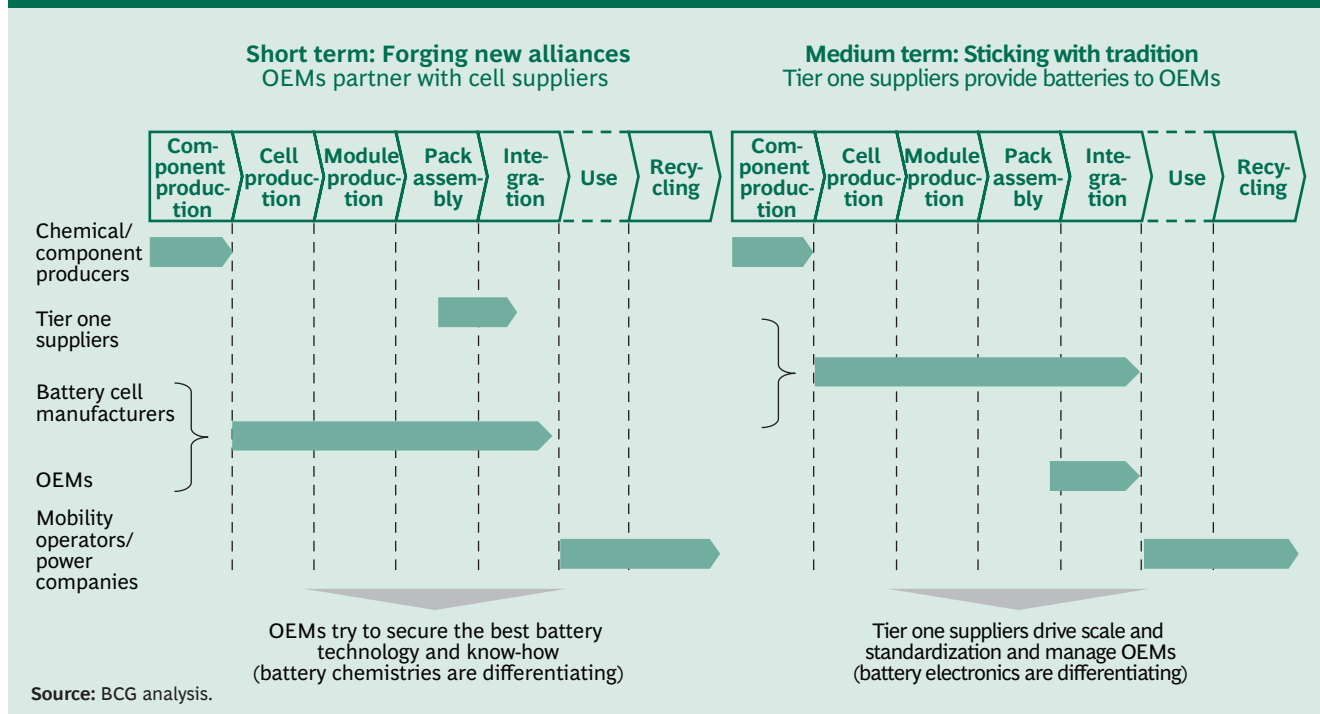 Short term: Forging new alliances
OEMs partner with cell suppliers
Medium term: Sticking with tradition
Tier one suppliers provide batteries to OEMs
Com-
ponent
produc-
tion
Cell
produc-
tion
Module
produc-
tion
Pack
assem-
bly
Inte-
gra-
tion
Use
Recy-
cling
Com-
ponent
produc-
tion
Cell
produc-
tion
Module
produc-
tion
Pack
assem-
bly
Inte-
gra-
tion
Use
Recy-
cling
Chemical/
component
producers
Tier one
suppliers
Battery cell
manufacturers
OEMs
Mobility
operators/
power
companies
OEMs try to secure the best battery
technology and know-how
(battery chemistries are differentiating)
Tier one suppliers drive scale and
standardization and manage OEMs
(battery electronics are differentiating)
Source: BCG analysis.